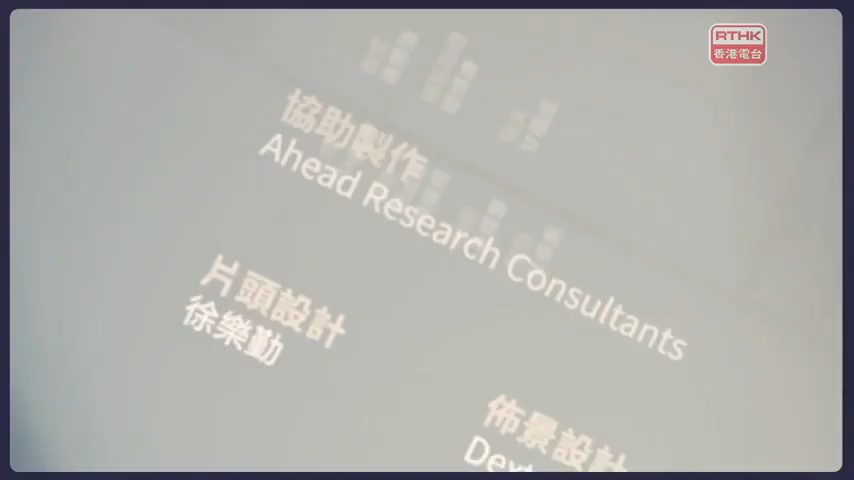 RTHK
香港電台
協助製作
Ahead Research Consultants
片頭設計
徐樂勤
佈景設計